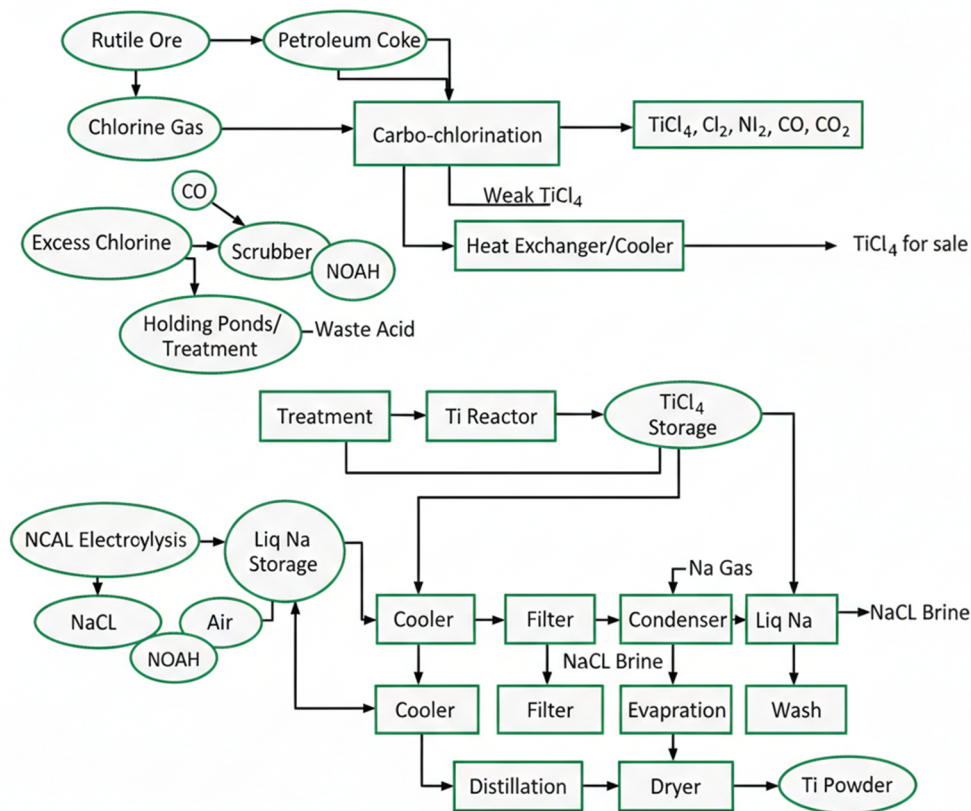 Rutile Ore
Petroleum Coke
Chlorine Gas
Carbo-chlorination
TiCl₄, Cl₂, NI₂, CO, CO₂
CO
Weak TiCl₄
Excess Chlorine
Scrubber
NOAH
Heat Exchanger/Cooler
TiCl₄ for sale
Holding Ponds/
Treatment
Waste Acid
Treatment
Ti Reactor
TiCl₄
Storage
NCAL Electroylysis
Liq Na
Storage
Na Gas
NaCL
Air
NOAH
Cooler
Filter
Condenser
Liq Na
NaCL Brine
NaCL Brine
Cooler
Filter
Evapration
Wash
Distillation
Dryer
Ti Powder